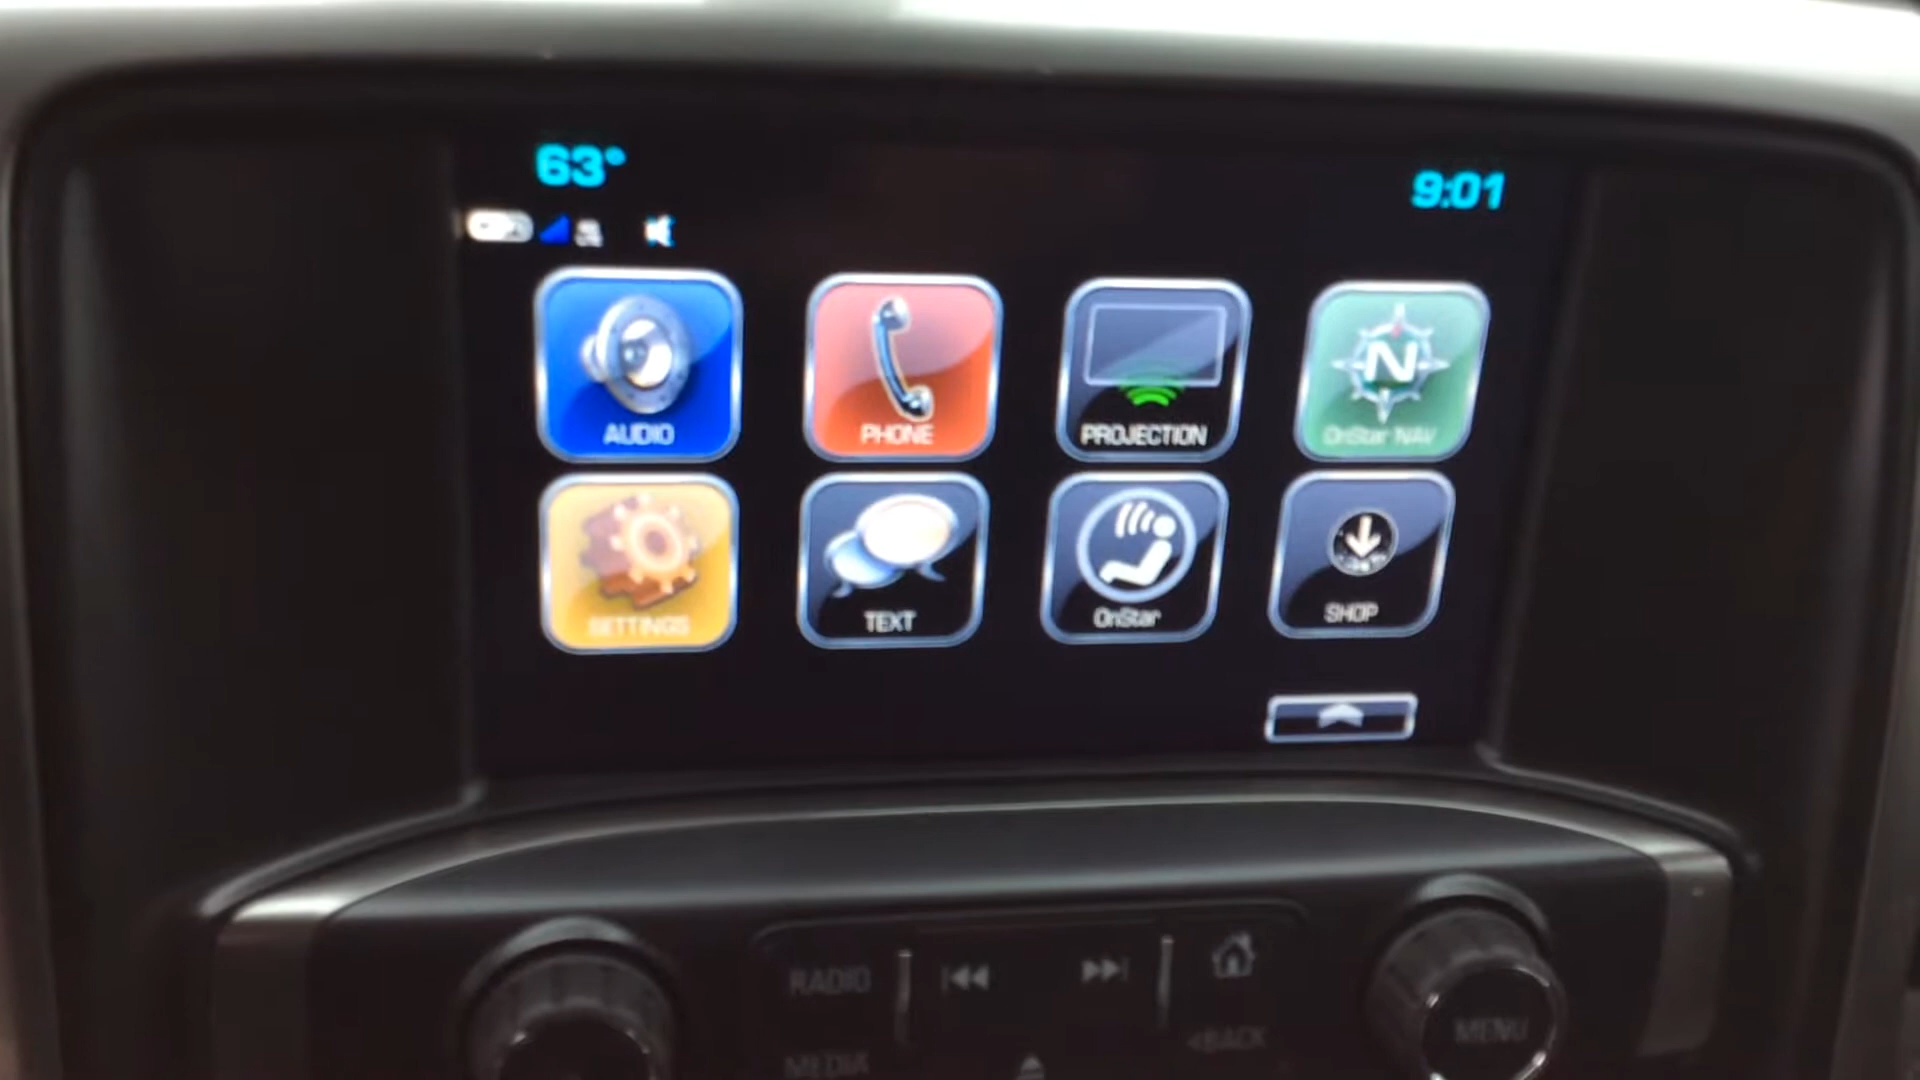 63°
9:01
AUDIO
PHONE
PROJECTION
N
OnStar NAV
SETTINGS
TEXT
OnStar
SHOP
RADIO
MEDIA
<BACK
MENU